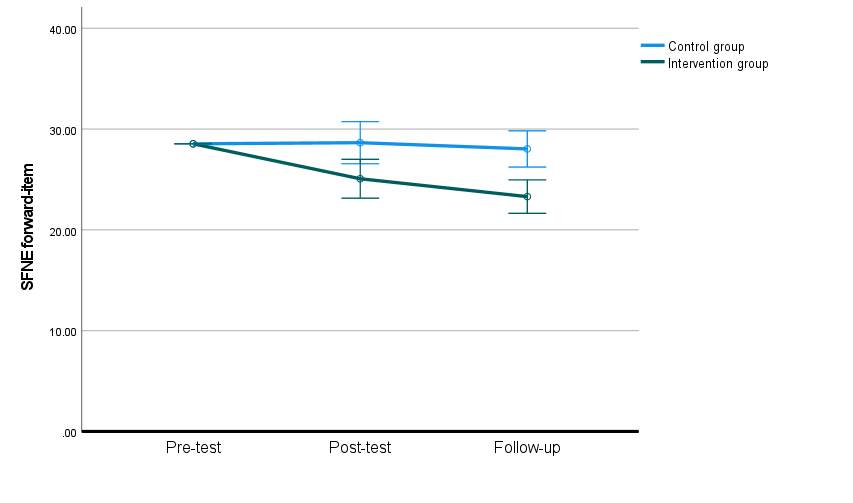 40.00
30.00
20.00
10.00
.00
SFNE forward-item
Pre-test
Post-test
Follow-up
Control group
Intervention group